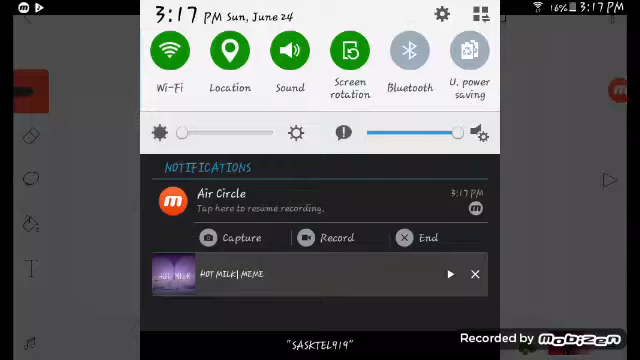 16% 3:17 PM
3:17 PM Sun, June 24
Wi-Fi
Location
Sound
Screen rotation
Bluetooth
U. power saving
NOTIFICATIONS
Air Circle
3:17 PM
Tap here to resume recording.
Capture
Record
End
HOT MILK
HOT MILK| MEME
"SASKTEL919"
Recorded by mobizen
T